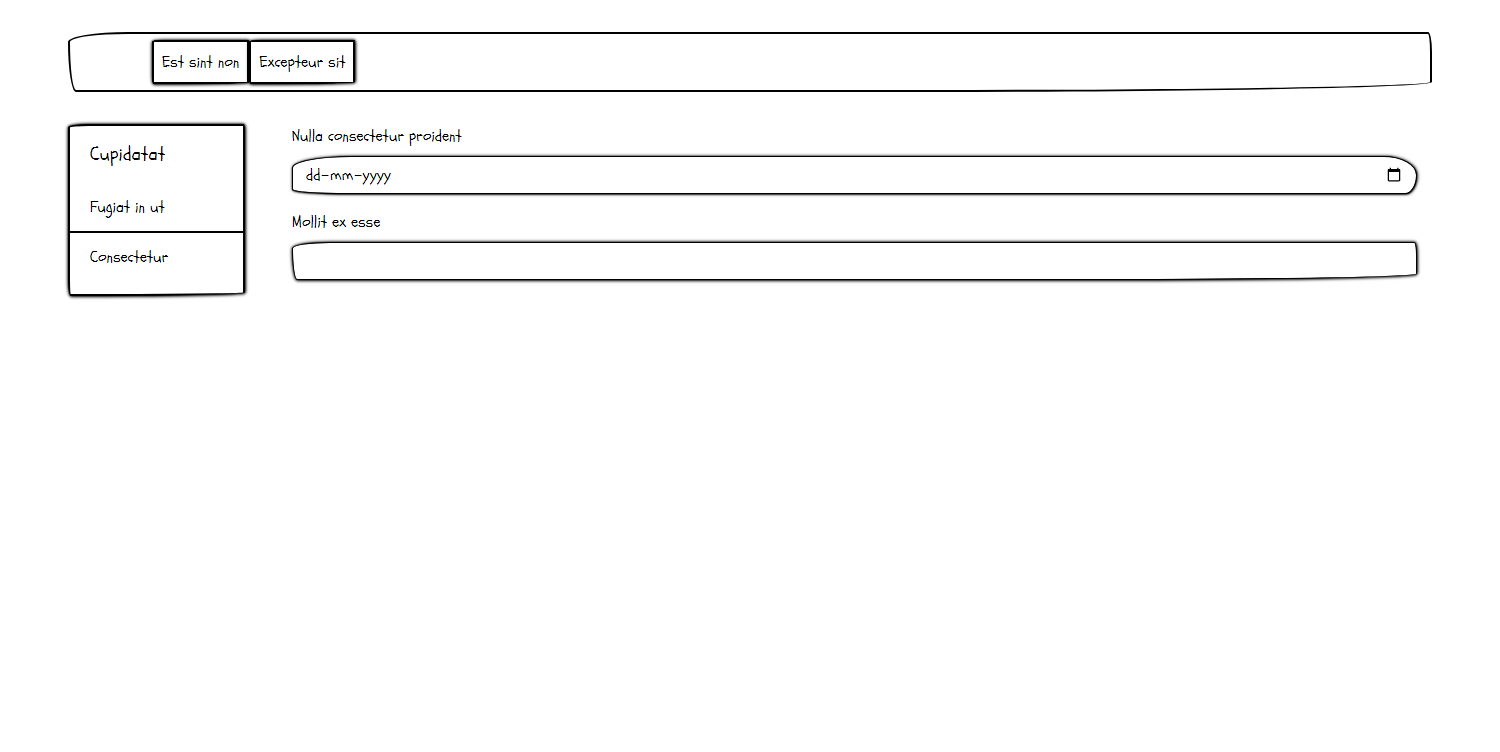 Est sint non
Excepteur sit
Cupidatat
Fugiat in ut
Consectetur
Nulla consectetur proident
dd-mm-yyyy
Mollit ex esse